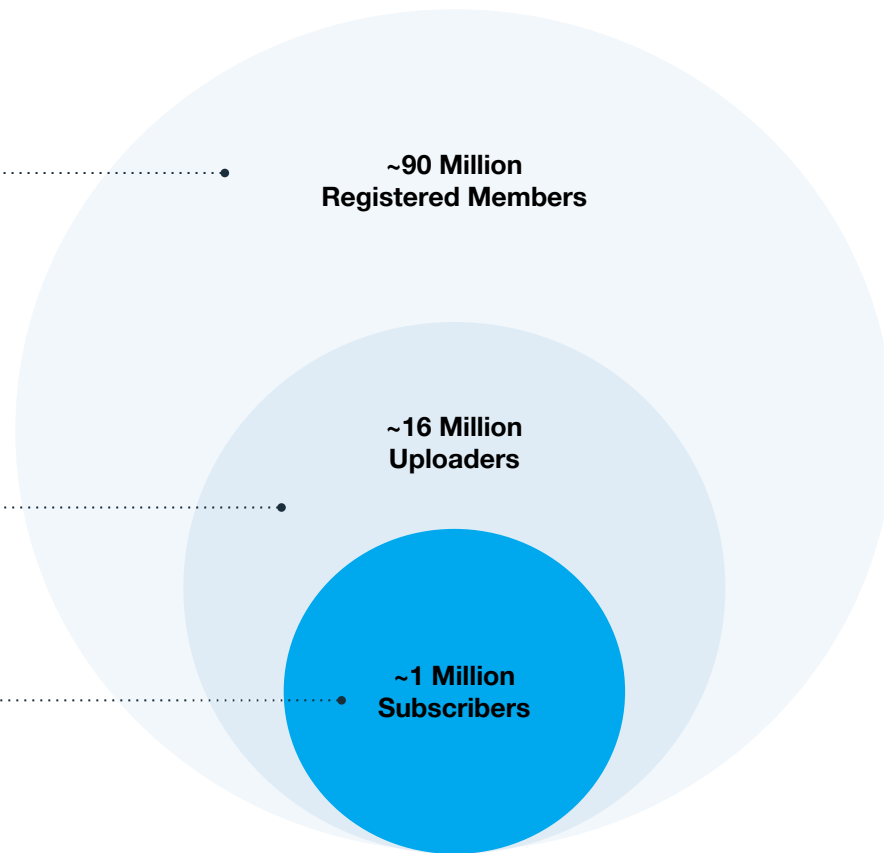 ~90 Million
Registered Members
~16 Million
Uploaders
~1 Million
Subscribers